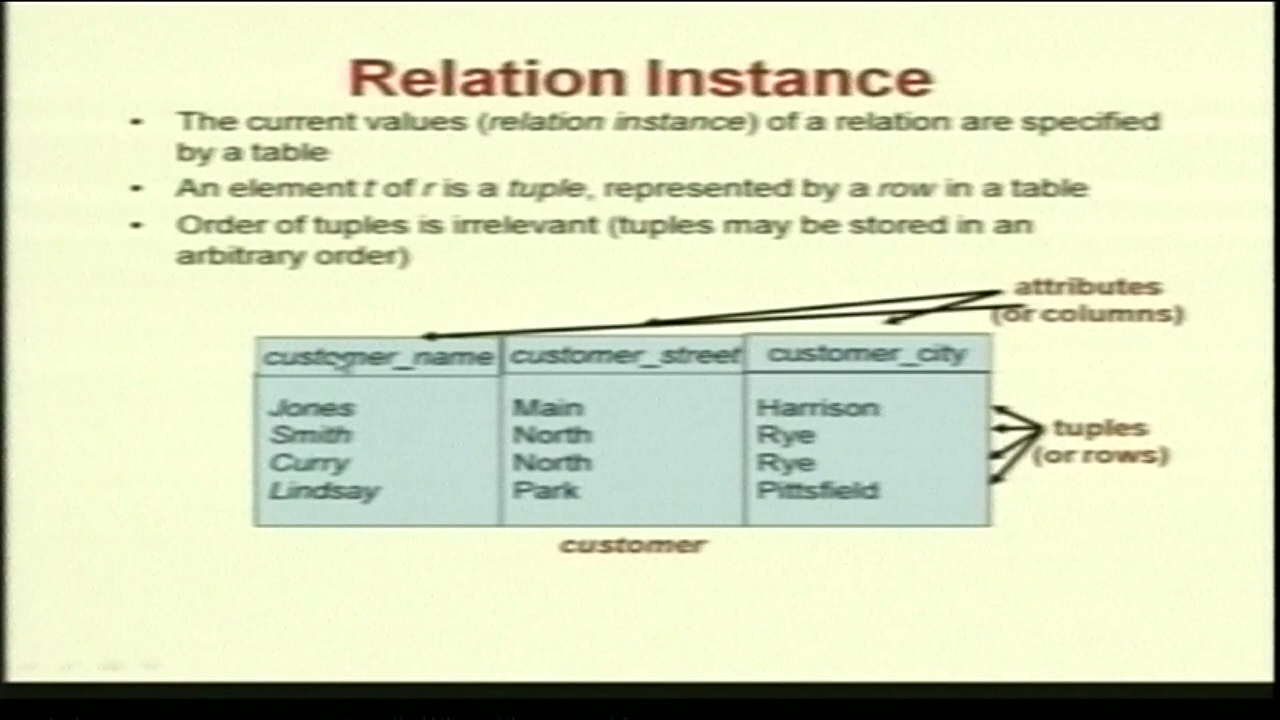 Relation Instance
• The current values (relation instance) of a relation are specified
by a table
• An element t of r is a tuple, represented by a row in a table
• Order of tuples is irrelevant (tuples may be stored in an
arbitrary order)
attributes
(or columns)
customer_name customer_street customer_city
Jones Main Harrison
Smith North Rye
Curry North Rye
Lindsay Park Pittsfield
tuples
(or rows)
customer